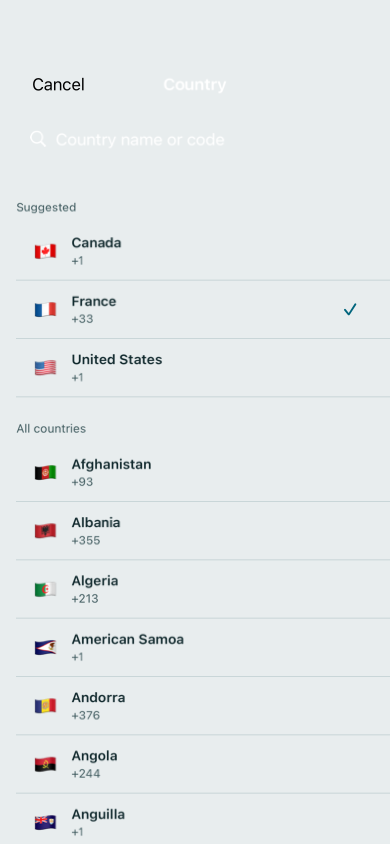 Cancel
Country
Country name or code
Suggested
Canada
+1
France
+33
United States
+1
All countries
Afghanistan
+93
Albania
+355
Algeria
+213
American Samoa
+1
Andorra
+376
Angola
+244
Anguilla
+1